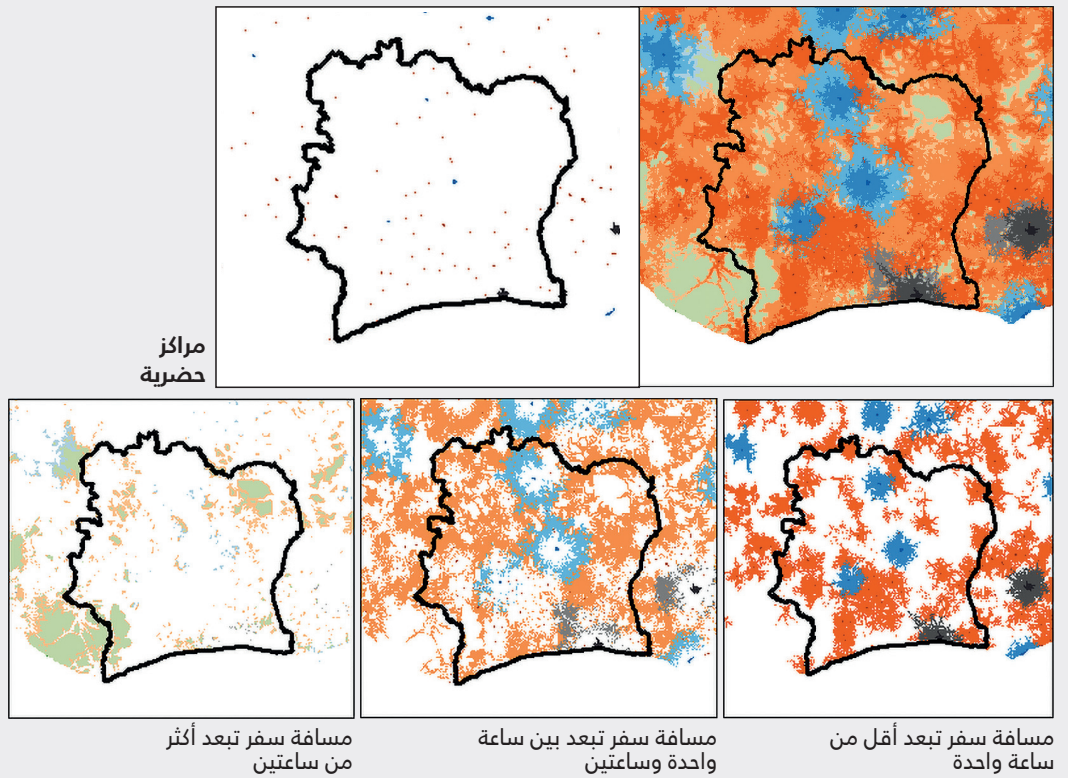 مراكز
حضرية
مسافة سفر تبعد أقل من
ساعة واحدة
مسافة سفر تبعد بين ساعة
واحدة وساعتين
مسافة سفر تبعد أكثر
من ساعتين